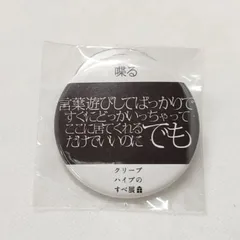 喋る
言葉遊びしてばっかりで
すぐにどっかいっちゃって
ここに居てくれる
だけでいいのに
でも
クリープ
ハイプの
すべ展